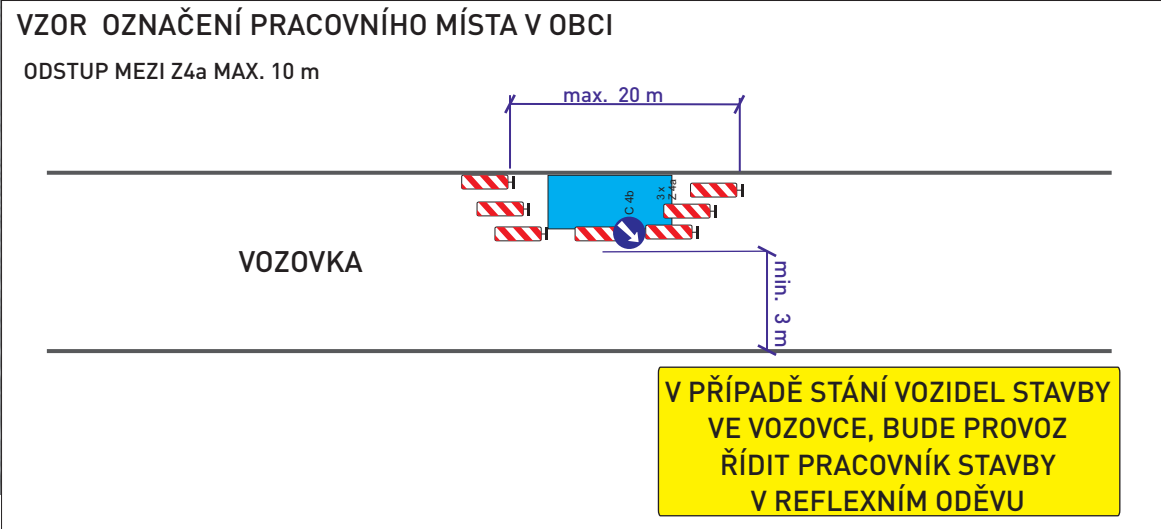 VZOR OZNAČENÍ PRACOVNÍHO MÍSTA V OBCI
ODSTUP MEZI Z4a MAX. 10 m
max. 20 m
C 4b
3 x
Z 4a
VOZOVKA
min. 3 m
V PŘÍPADĚ STÁNÍ VOZIDEL STAVBY
VE VOZOVCE, BUDE PROVOZ
ŘÍDIT PRACOVNÍK STAVBY
V REFLEXNÍM ODĚVU